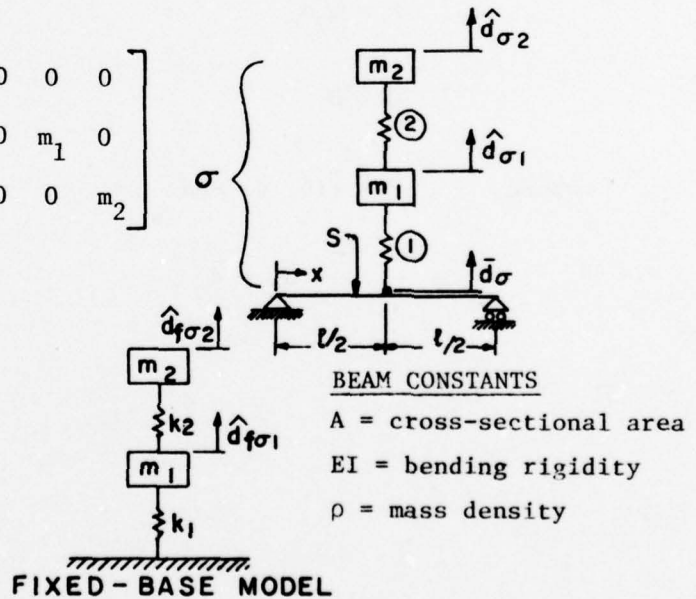 0 0 0
0 m₁ 0
0 0 m₂
σ
m₂
d̂σ2
②
m₁
d̂σ1
①
S
x
d̄σ
ℓ/2
ℓ/2
d̂fσ2
m₂
k₂
d̂fσ1
m₁
k₁
FIXED-BASE MODEL
BEAM CONSTANTS
A = cross-sectional area
EI = bending rigidity
ρ = mass density